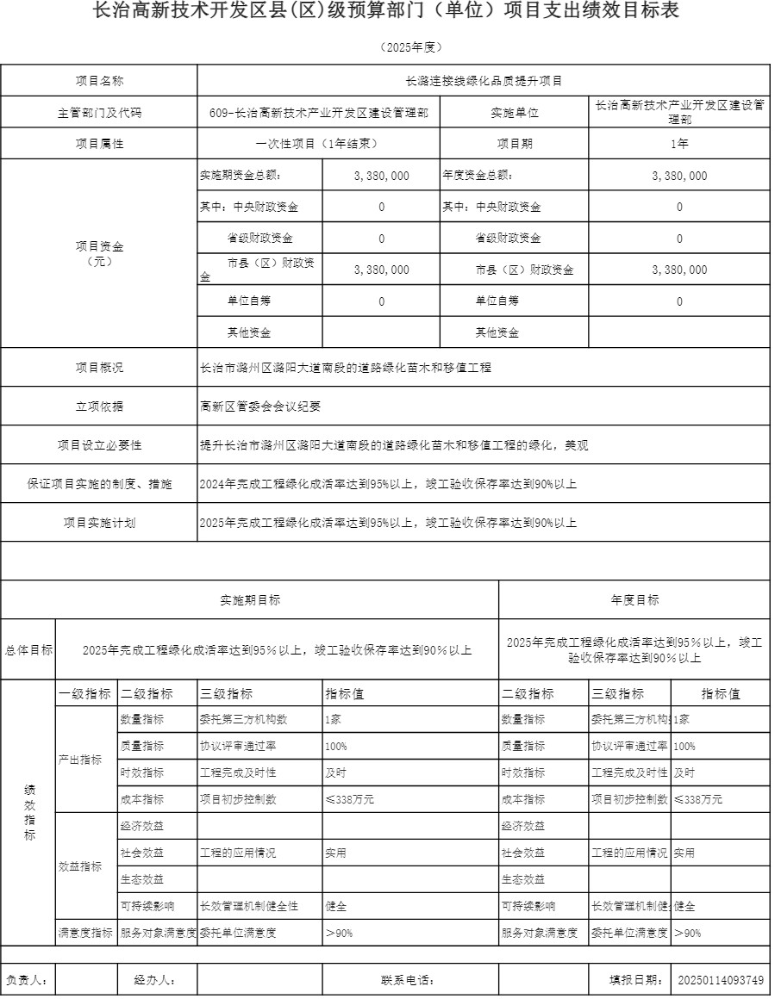 长治高新技术开发区县(区)级预算部门（单位）项目支出绩效目标表
（2025年度）
项目名称 长潞连接线绿化品质提升项目
主管部门及代码 609-长治高新技术产业开发区建设管理部 实施单位 长治高新技术产业开发区建设管
理部
项目属性 一次性项目（1年结束） 项目期 1年
项目资金
（元）
实施期资金总额： 3,380,000 年度资金总额： 3,380,000
其中：中央财政资金 0 其中：中央财政资金 0
省级财政资金 0 省级财政资金 0
市县（区）财政资
金 3,380,000 市县（区）财政资金 3,380,000
单位自筹 0 单位自筹 0
其他资金 其他资金
项目概况 长治市潞州区潞阳大道南段的道路绿化苗木和移值工程
立项依据 高新区管委会会议纪要
项目设立必要性 提升长治市潞州区潞阳大道南段的道路绿化苗木和移值工程的绿化，美观
保证项目实施的制度、措施 2024年完成工程绿化成活率达到95%以上，竣工验收保存率达到90%以上
项目实施计划 2025年完成工程绿化成活率达到95%以上，竣工验收保存率达到90%以上
实施期目标 年度目标
总体目标 2025年完成工程绿化成活率达到95％以上，竣工验收保存率达到90％以上 2025年完成工程绿化成活率达到95％以上，竣工
验收保存率达到90％以上
绩
效
指
标
一级指标 二级指标 三级指标 指标值 二级指标 三级指标 指标值
产出指标
数量指标 委托第三方机构数 1家 数量指标 委托第三方机构 1家
质量指标 协议评审通过率 100% 质量指标 协议评审通过率 100%
时效指标 工程完成及时性 及时 时效指标 工程完成及时性 及时
成本指标 项目初步控制数 ≤338万元 成本指标 项目初步控制数 ≤338万元
效益指标
经济效益 经济效益
社会效益 工程的应用情况 实用 社会效益 工程的应用情况 实用
生态效益 生态效益
可持续影响 长效管理机制健全性 健全 可持续影响 长效管理机制健 健全
满意度指标 服务对象满意度 委托单位满意度 ＞90% 服务对象满意度 委托单位满意度 ＞90%
负责人： 经办人： 联系电话： 填报日期： 20250114093749